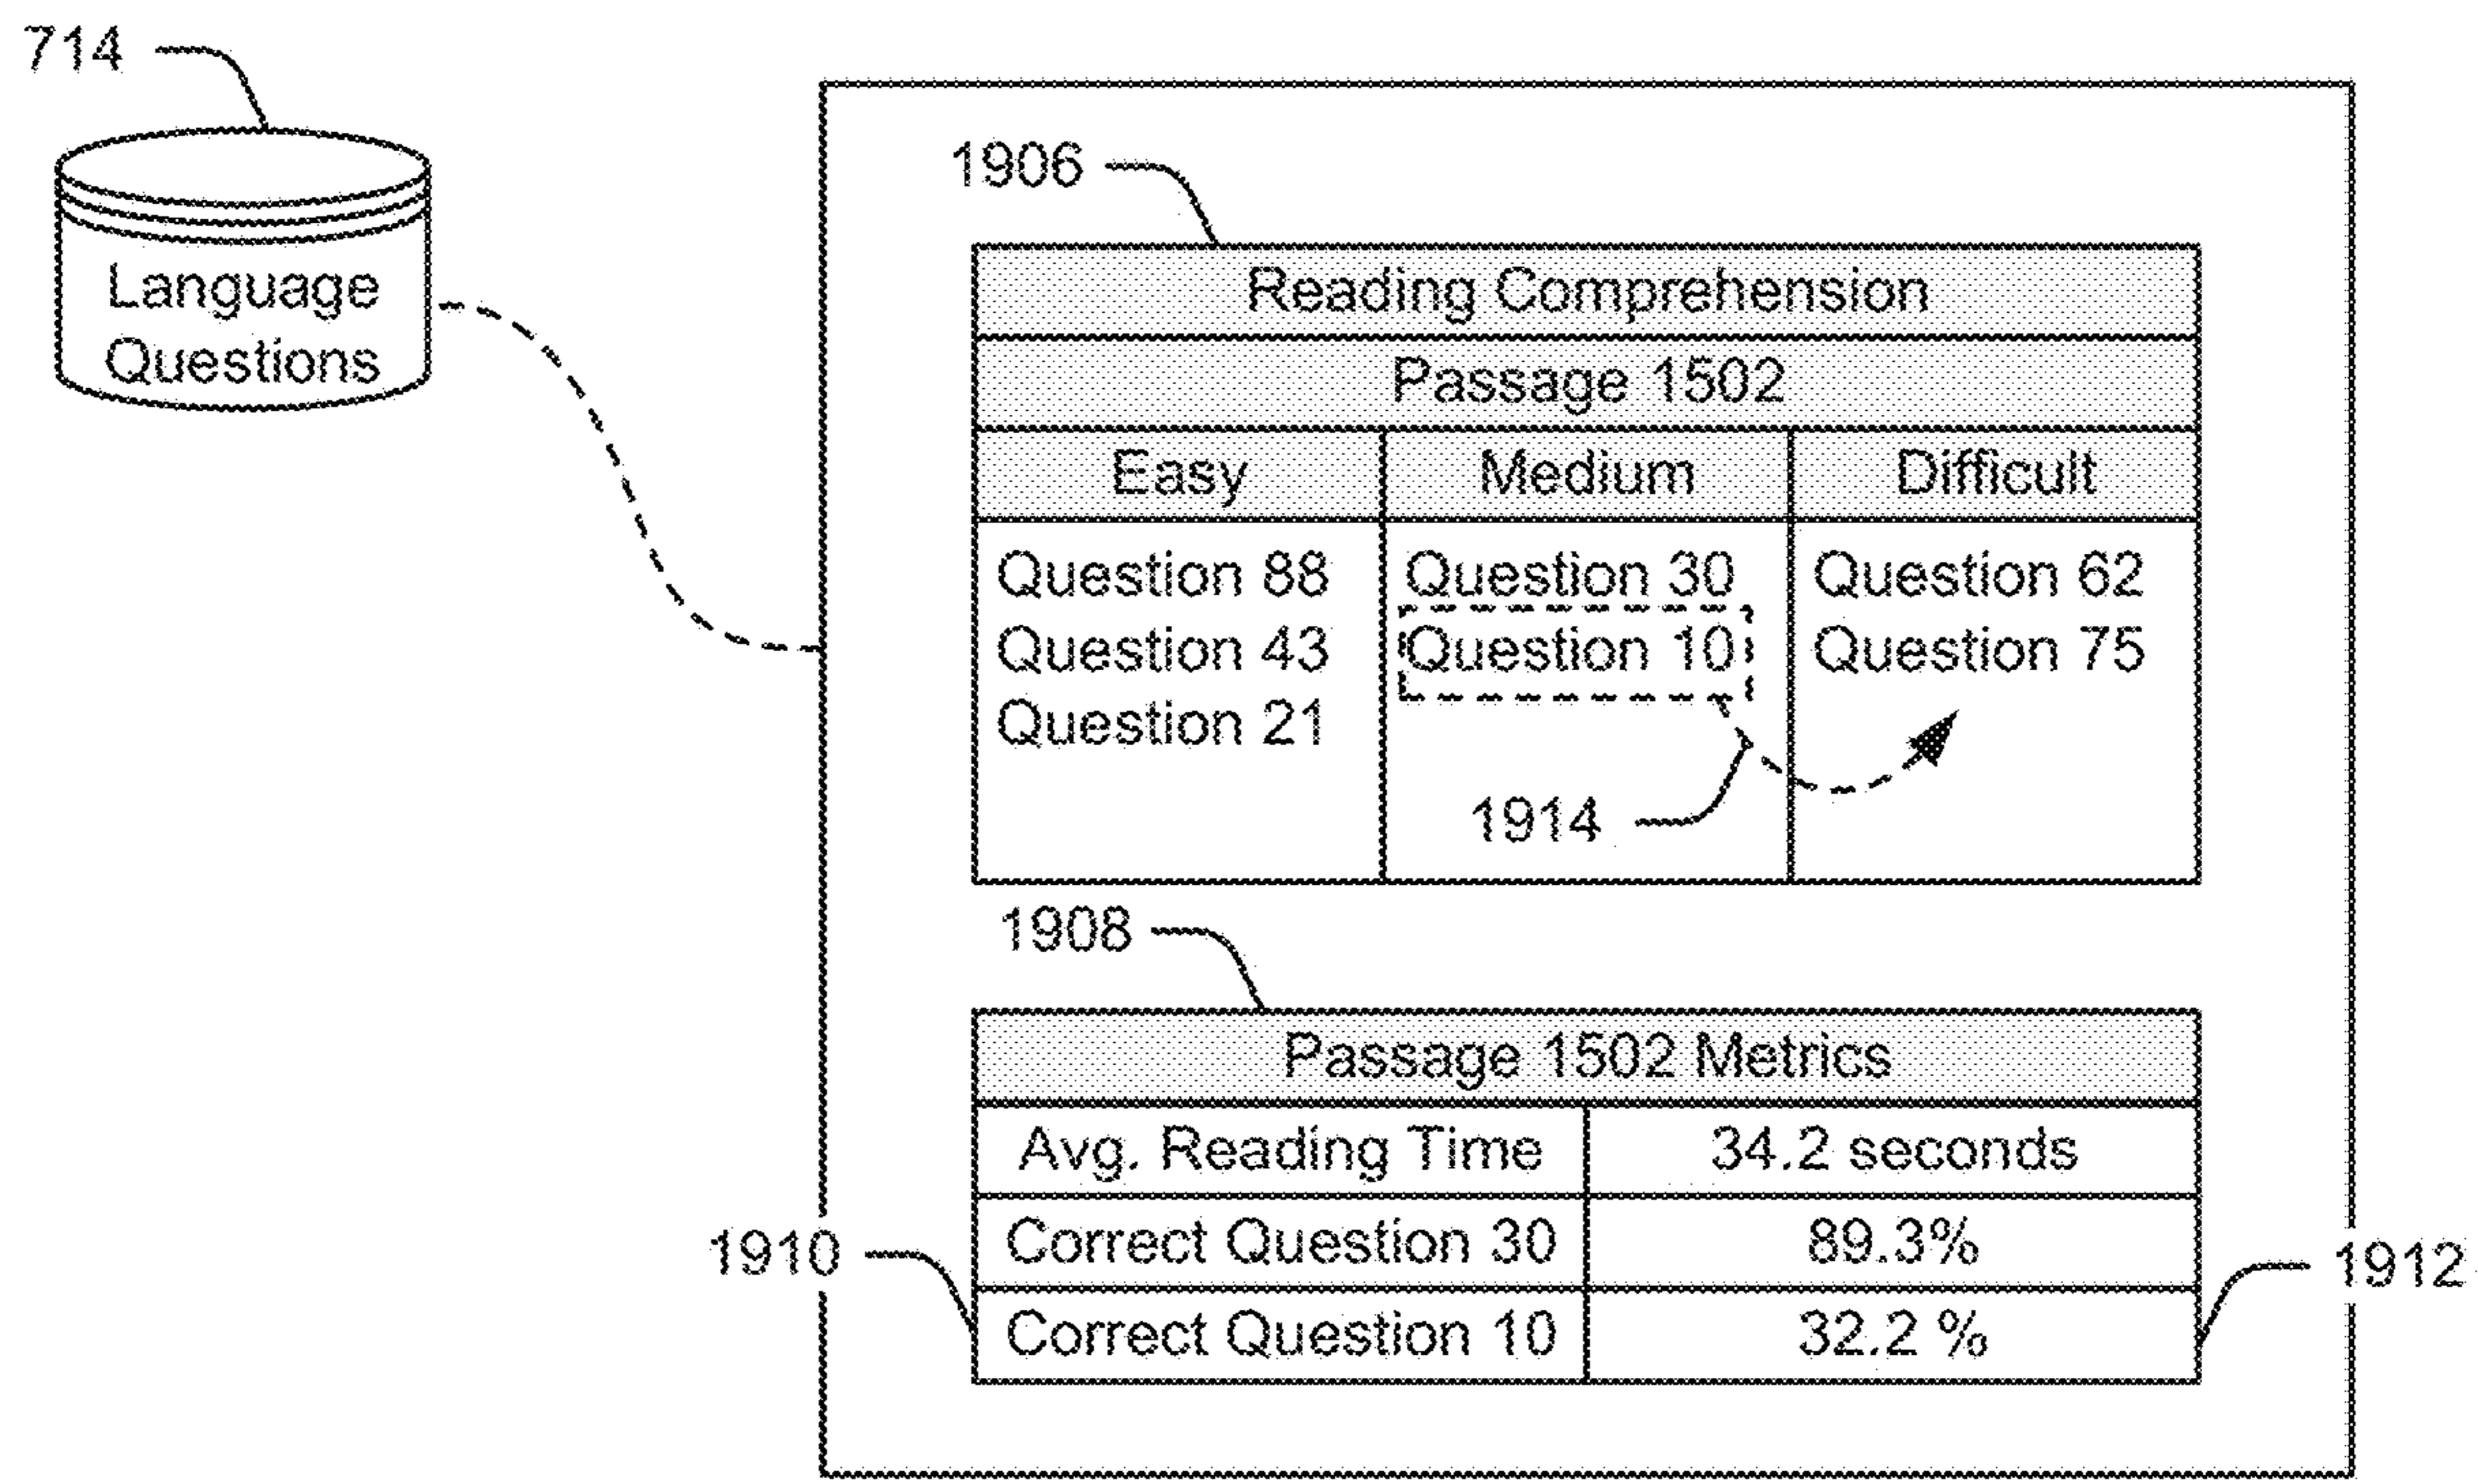 714
Language
Questions
1906
Reading Comprehension
Passage 1502
Easy Medium Difficult
Question 88 Question 30 Question 62
Question 43 Question 10 Question 75
Question 21
1914
1908
Passage 1502 Metrics
Avg. Reading Time 34.2 seconds
1910 Correct Question 30 89.3% 1912
Correct Question 10 32.2 %